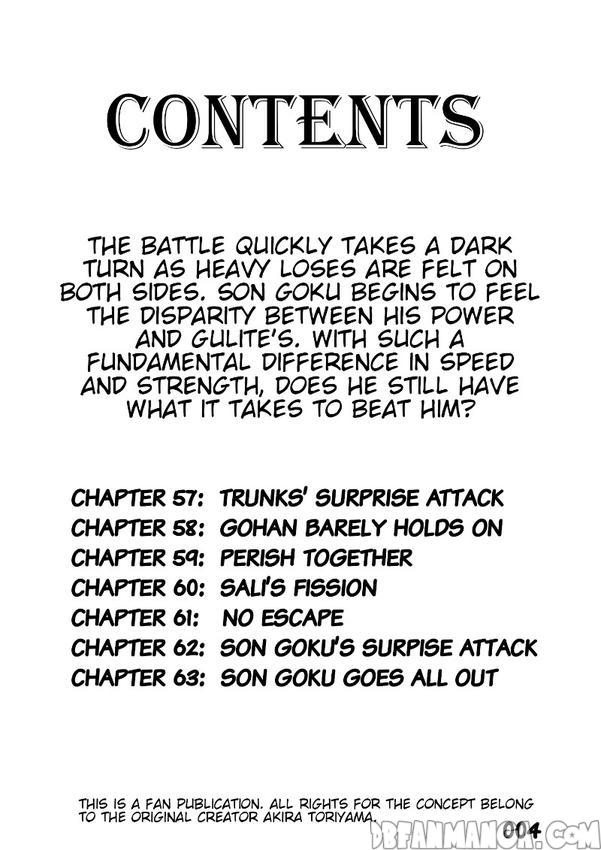 CONTENTS
THE BATTLE QUICKLY TAKES A DARK
TURN AS HEAVY LOSES ARE FELT ON
BOTH SIDES. SON GOKU BEGINS TO FEEL
THE DISPARITY BETWEEN HIS POWER
AND GULITE'S. WITH SUCH A
FUNDAMENTAL DIFFERENCE IN SPEED
AND STRENGTH, DOES HE STILL HAVE
WHAT IT TAKES TO BEAT HIM?
CHAPTER 57: TRUNKS' SURPRISE ATTACK
CHAPTER 58: GOHAN BARELY HOLDS ON
CHAPTER 59: PERISH TOGETHER
CHAPTER 60: SALI'S FISSION
CHAPTER 61: NO ESCAPE
CHAPTER 62: SON GOKU'S SURPISE ATTACK
CHAPTER 63: SON GOKU GOES ALL OUT
THIS IS A FAN PUBLICATION. ALL RIGHTS FOR THE CONCEPT BELONG
TO THE ORIGINAL CREATOR AKIRA TORIYAMA.
004
DBFANMANGA.COM